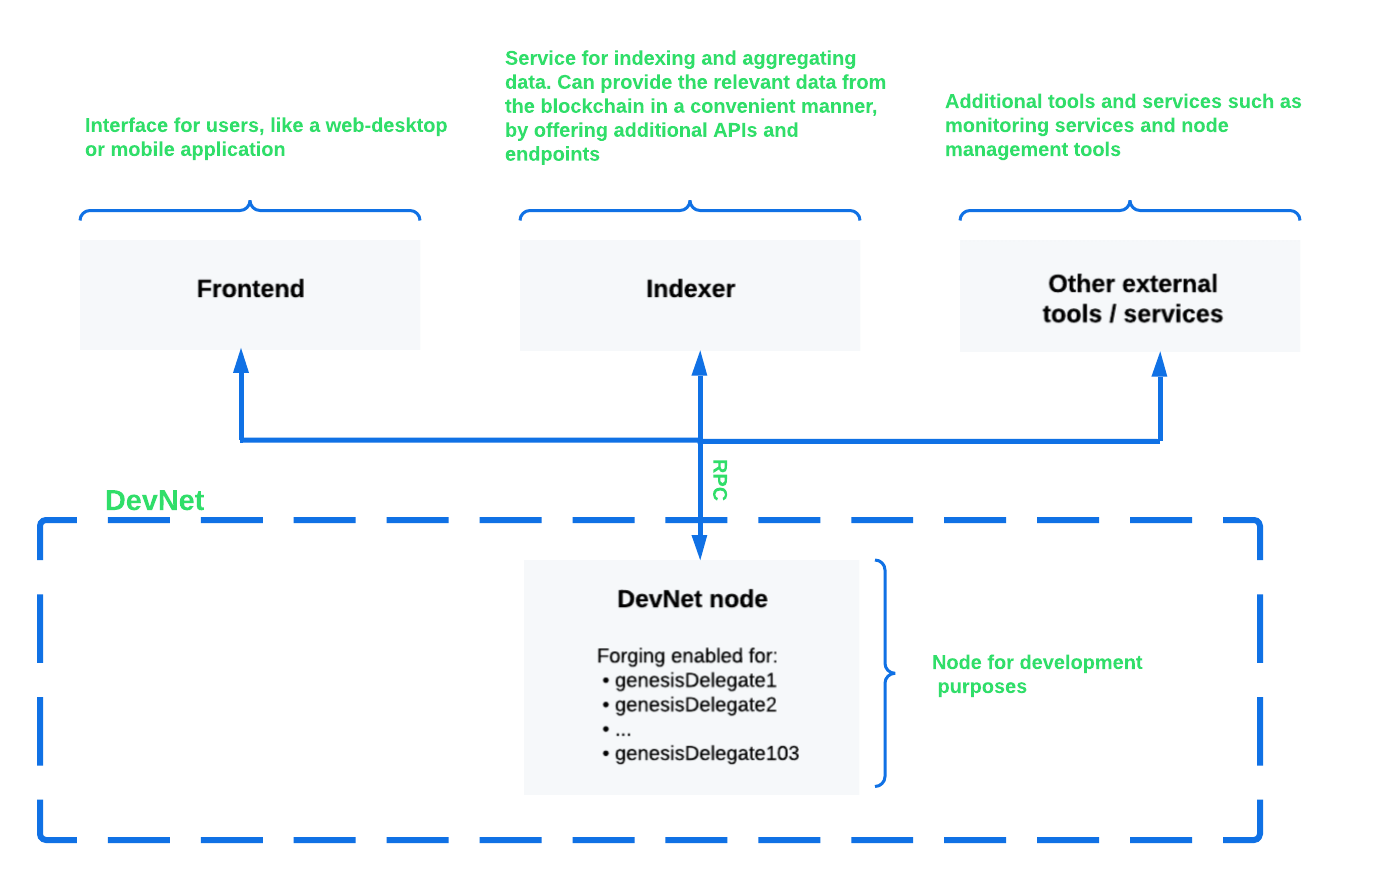 Interface for users, like a web-desktop
or mobile application
Service for indexing and aggregating
data. Can provide the relevant data from
the blockchain in a convenient manner,
by offering additional APIs and
endpoints
Additional tools and services such as
monitoring services and node
management tools
Frontend
Indexer
Other external
tools / services
RPC
DevNet
DevNet node
Forging enabled for:
• genesisDelegate1
• genesisDelegate2
• ...
• genesisDelegate103
Node for development
purposes